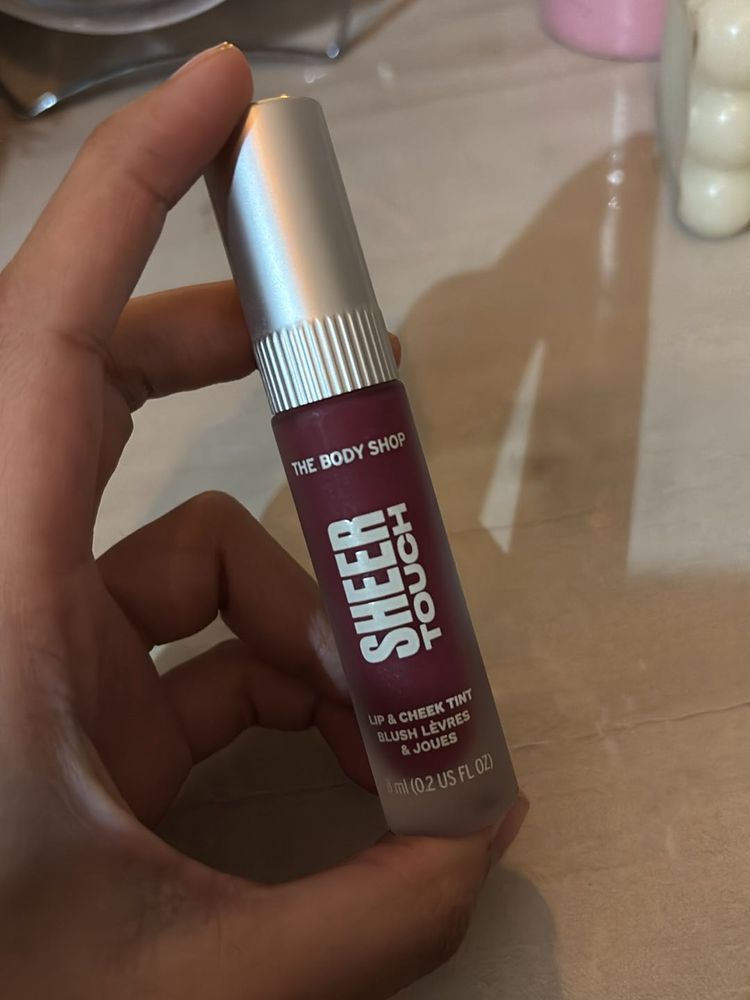 THE BODY SHOP
SHEER
TOUCH
LIP & CHEEK TINT
BLUSH LÈVRES
& JOUES
ml (0.2 US FL OZ)